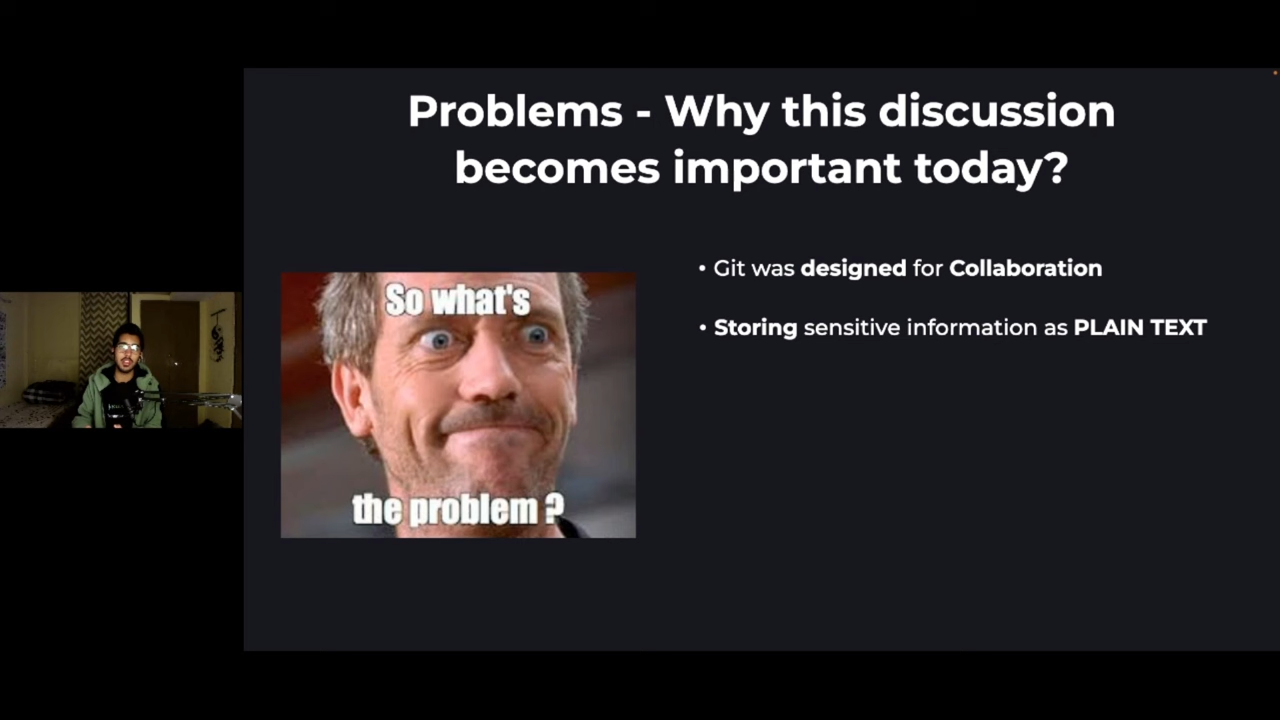 Problems - Why this discussion
becomes important today?
So what's
the problem ?
• Git was designed for Collaboration
• Storing sensitive information as PLAIN TEXT